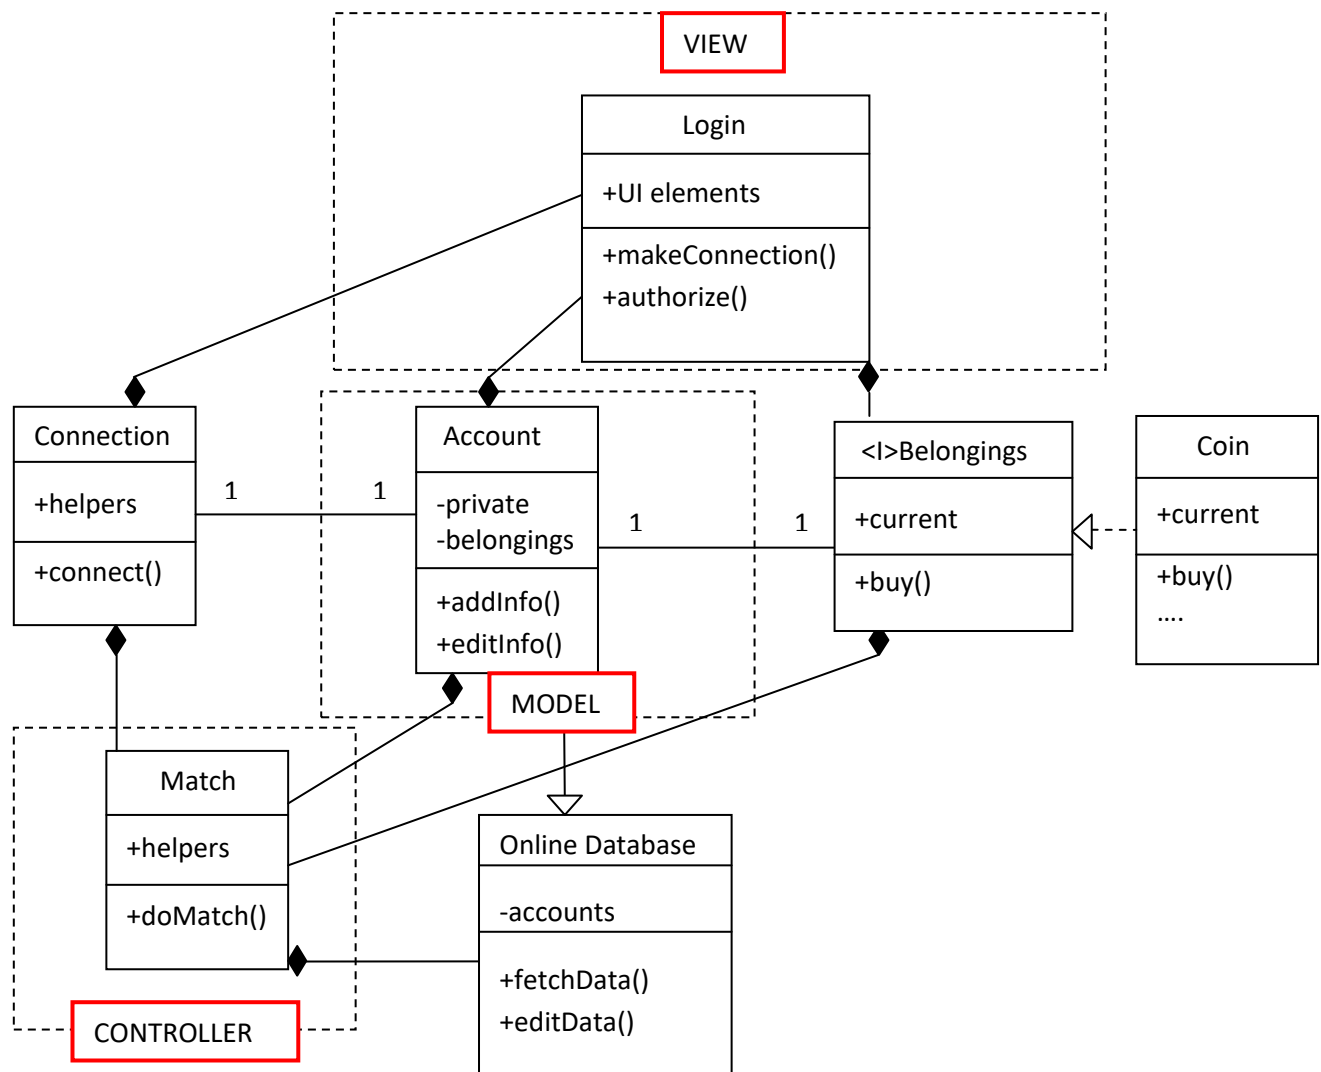 VIEW
Login
+UI elements
+makeConnection()
+authorize()
Connection
+helpers
+connect()
1
1
Account
-private
-belongings
+addInfo()
+editInfo()
1
1
<I>Belongings
+current
+buy()
Coin
+current
+buy()
....
MODEL
Match
+helpers
+doMatch()
CONTROLLER
Online Database
-accounts
+fetchData()
+editData()